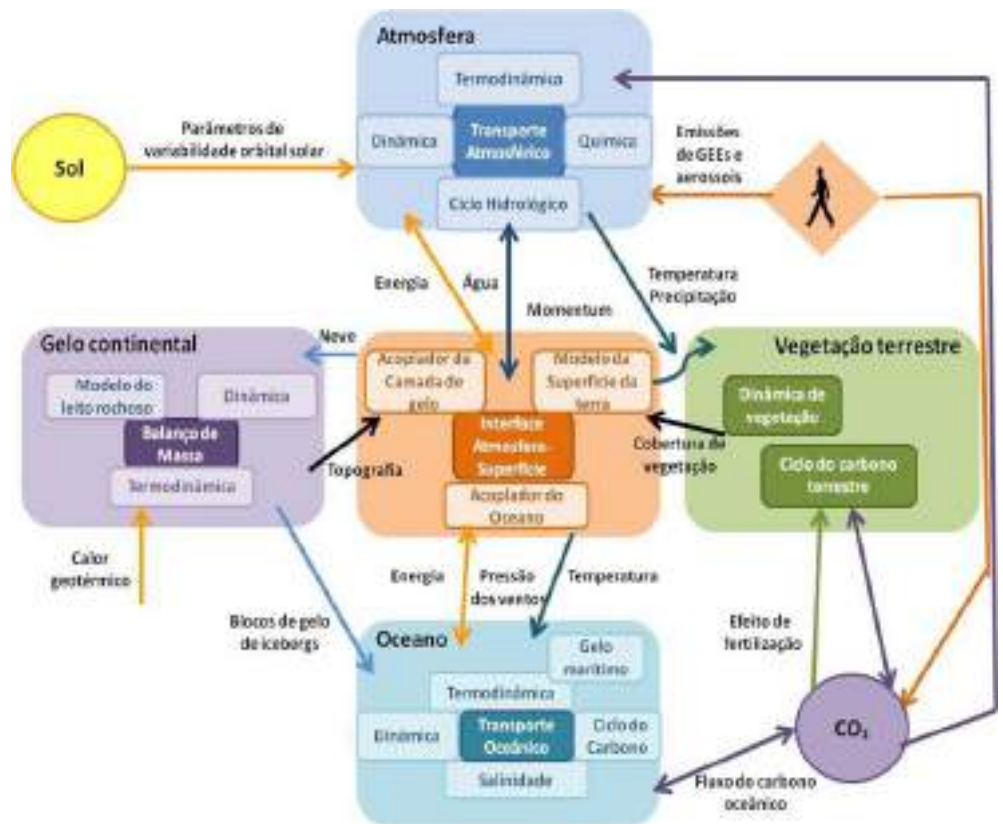 Atmosfera
Termodinâmica
Dinâmica
Transporte
Atmosférico
Química
Ciclo Hidrológico
Sol
Parâmetros de
variabilidade orbital solar
Emissões
de GEEs e
aerossois
Energia
Água
Momentum
Temperatura
Precipitação
Gelo continental
Modelo do
leito rochoso
Dinâmica
Balanço de
Massa
Termodinâmica
Neve
Topografia
Acoplador da
Camada de
gelo
Modelo da
Superfície da
terra
Interface
Atmosfera-
Superfície
Acoplador do
Oceano
Vegetação terrestre
Dinâmica de
vegetação
Ciclo do carbono
terrestre
Cobertura de
vegetação
Calor
geotérmico
Blocos de gelo
de icebergs
Energia
Pressão
dos ventos
Temperatura
Efeito de
fertilização
Oceano
Gelo
marítimo
Termodinâmica
Dinâmica
Transporte
Oceânico
Ciclo do
Carbono
Salinidade
CO₂
Fluxo do carbono
oceânico